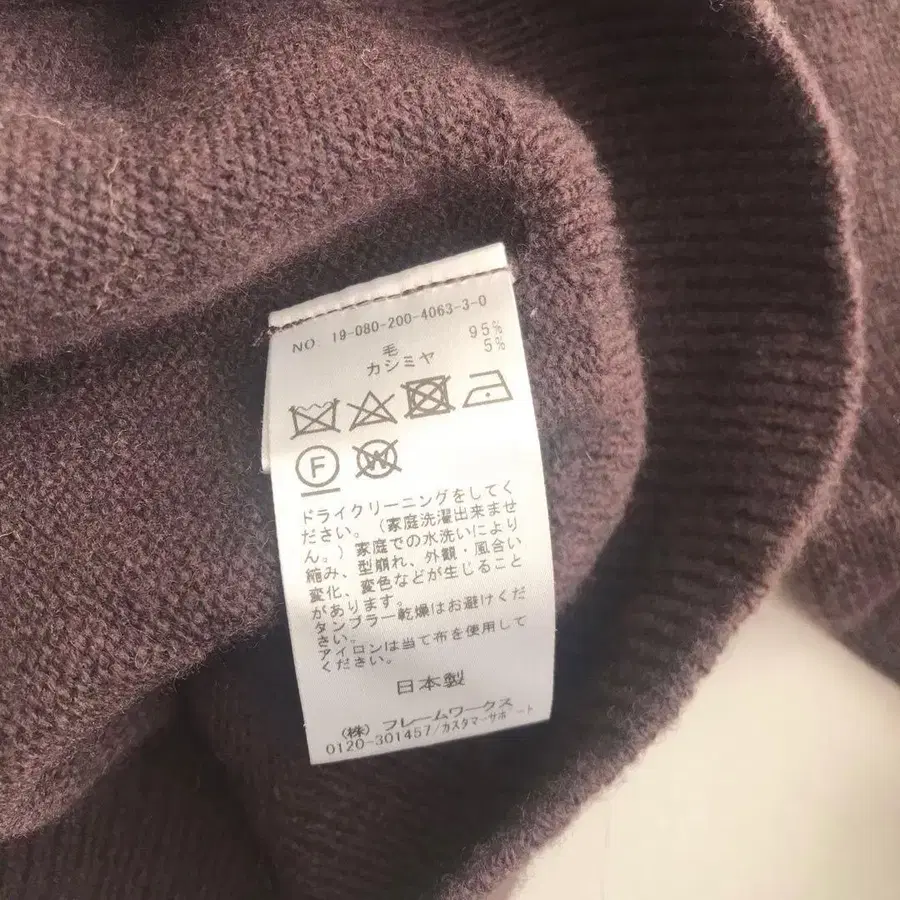 NO. 19-080-200-4063-3-0
毛 95%
カシミヤ 5%
F W
ドライクリーニングをしてく
ださい。(家庭洗濯出来ませ
ん。)家庭での水洗いにより
縮み、型崩れ、外観・風合い
変化、変色などが生じること
があります。
タンブラー乾燥はお避けくだ
さい。
アイロンは当て布を使用して
ください。
日本製
(株) フレームワークス
0120-301457/カスタマーサポート